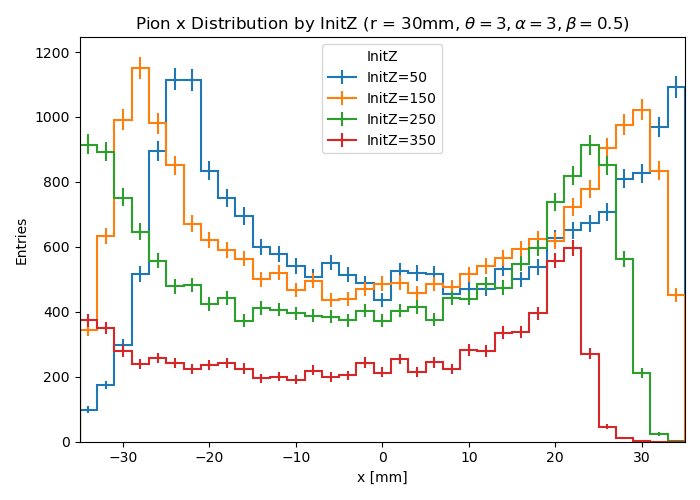 Pion x Distribution by InitZ (r = 30mm, θ = 3, α = 3, β = 0.5)
InitZ
InitZ=50
InitZ=150
InitZ=250
InitZ=350
Entries
1200
1000
800
600
400
200
0
−30
−20
−10
0
10
20
30
x [mm]